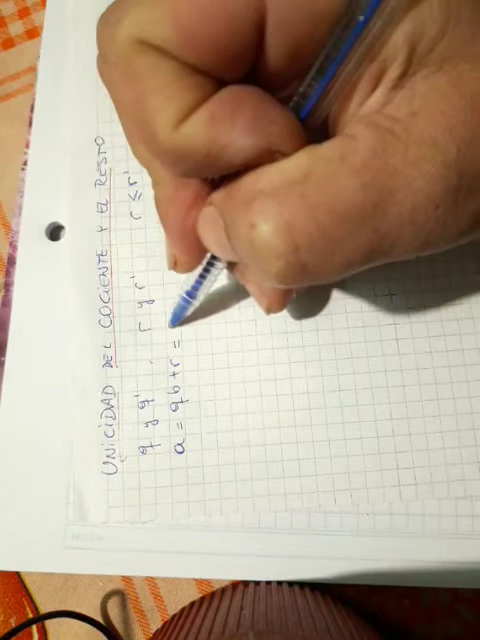 UNICIDAD DEL COCIENTE Y EL RESTO
q y q' , r y r' r ≤ r'
a = qb + r =